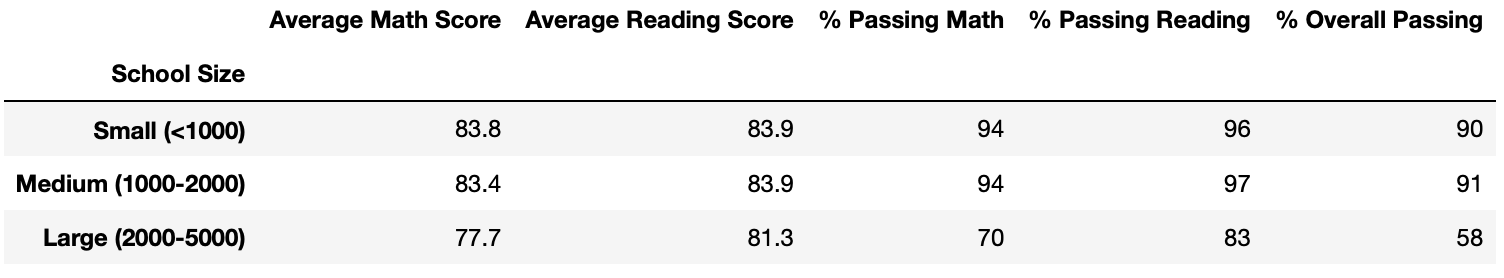 Average Math Score Average Reading Score % Passing Math % Passing Reading % Overall Passing
School Size
Small (<1000) 83.8 83.9 94 96 90
Medium (1000-2000) 83.4 83.9 94 97 91
Large (2000-5000) 77.7 81.3 70 83 58